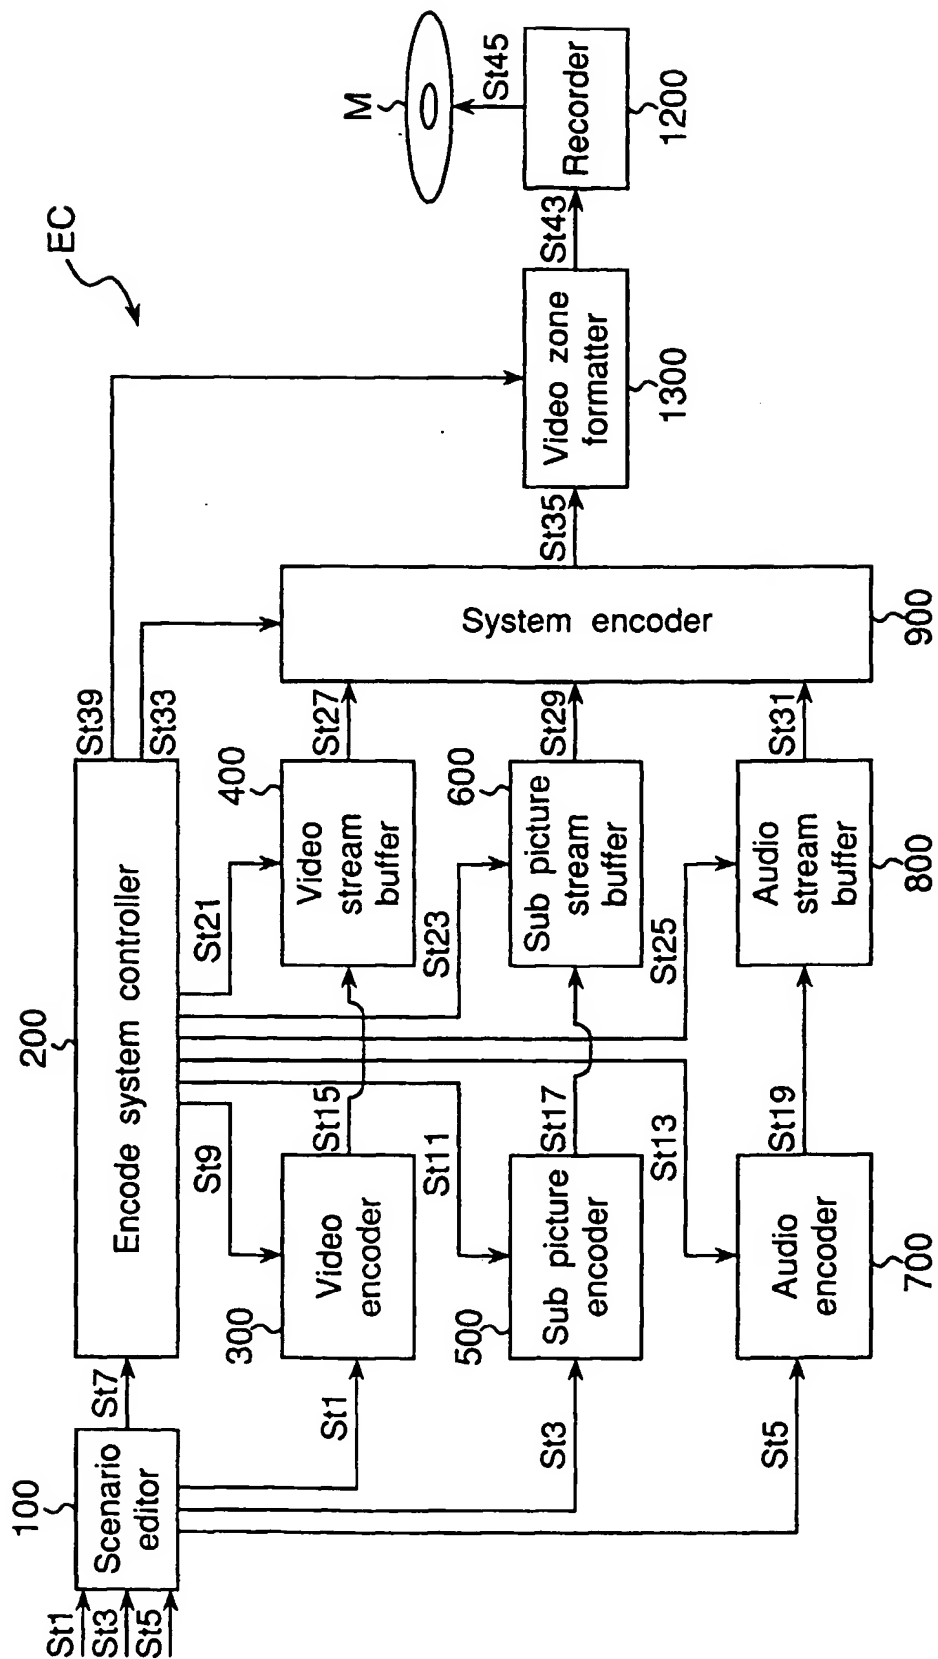 EC
St1
St3
St5
100
Scenario
editor
St7
200
Encode system controller
St39
St33
St9
St21
St1
300
Video
encoder
St15
400
Video
stream
buffer
St27
St11
St23
St3
500
Sub picture
encoder
St17
600
Sub picture
stream
buffer
St29
St13
St25
St5
Audio
encoder
700
St19
Audio
stream
buffer
800
St31
System encoder
900
St35
Video zone
formatter
1300
St43
Recorder
1200
St45
M